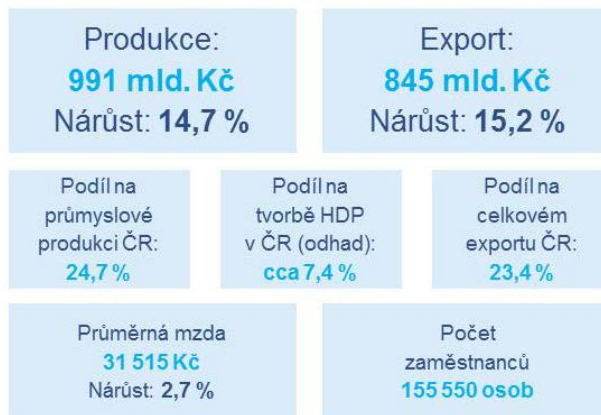 Produkce:
991 mld. Kč
Nárůst: 14,7 %
Export:
845 mld. Kč
Nárůst: 15,2 %
Podíl na
průmyslové
produkci ČR:
24,7 %
Podíl na
tvorbě HDP
v ČR (odhad):
cca 7,4 %
Podíl na
celkovém
exportu ČR:
23,4 %
Průměrná mzda
31 515 Kč
Nárůst: 2,7 %
Počet
zaměstnanců
155 550 osob